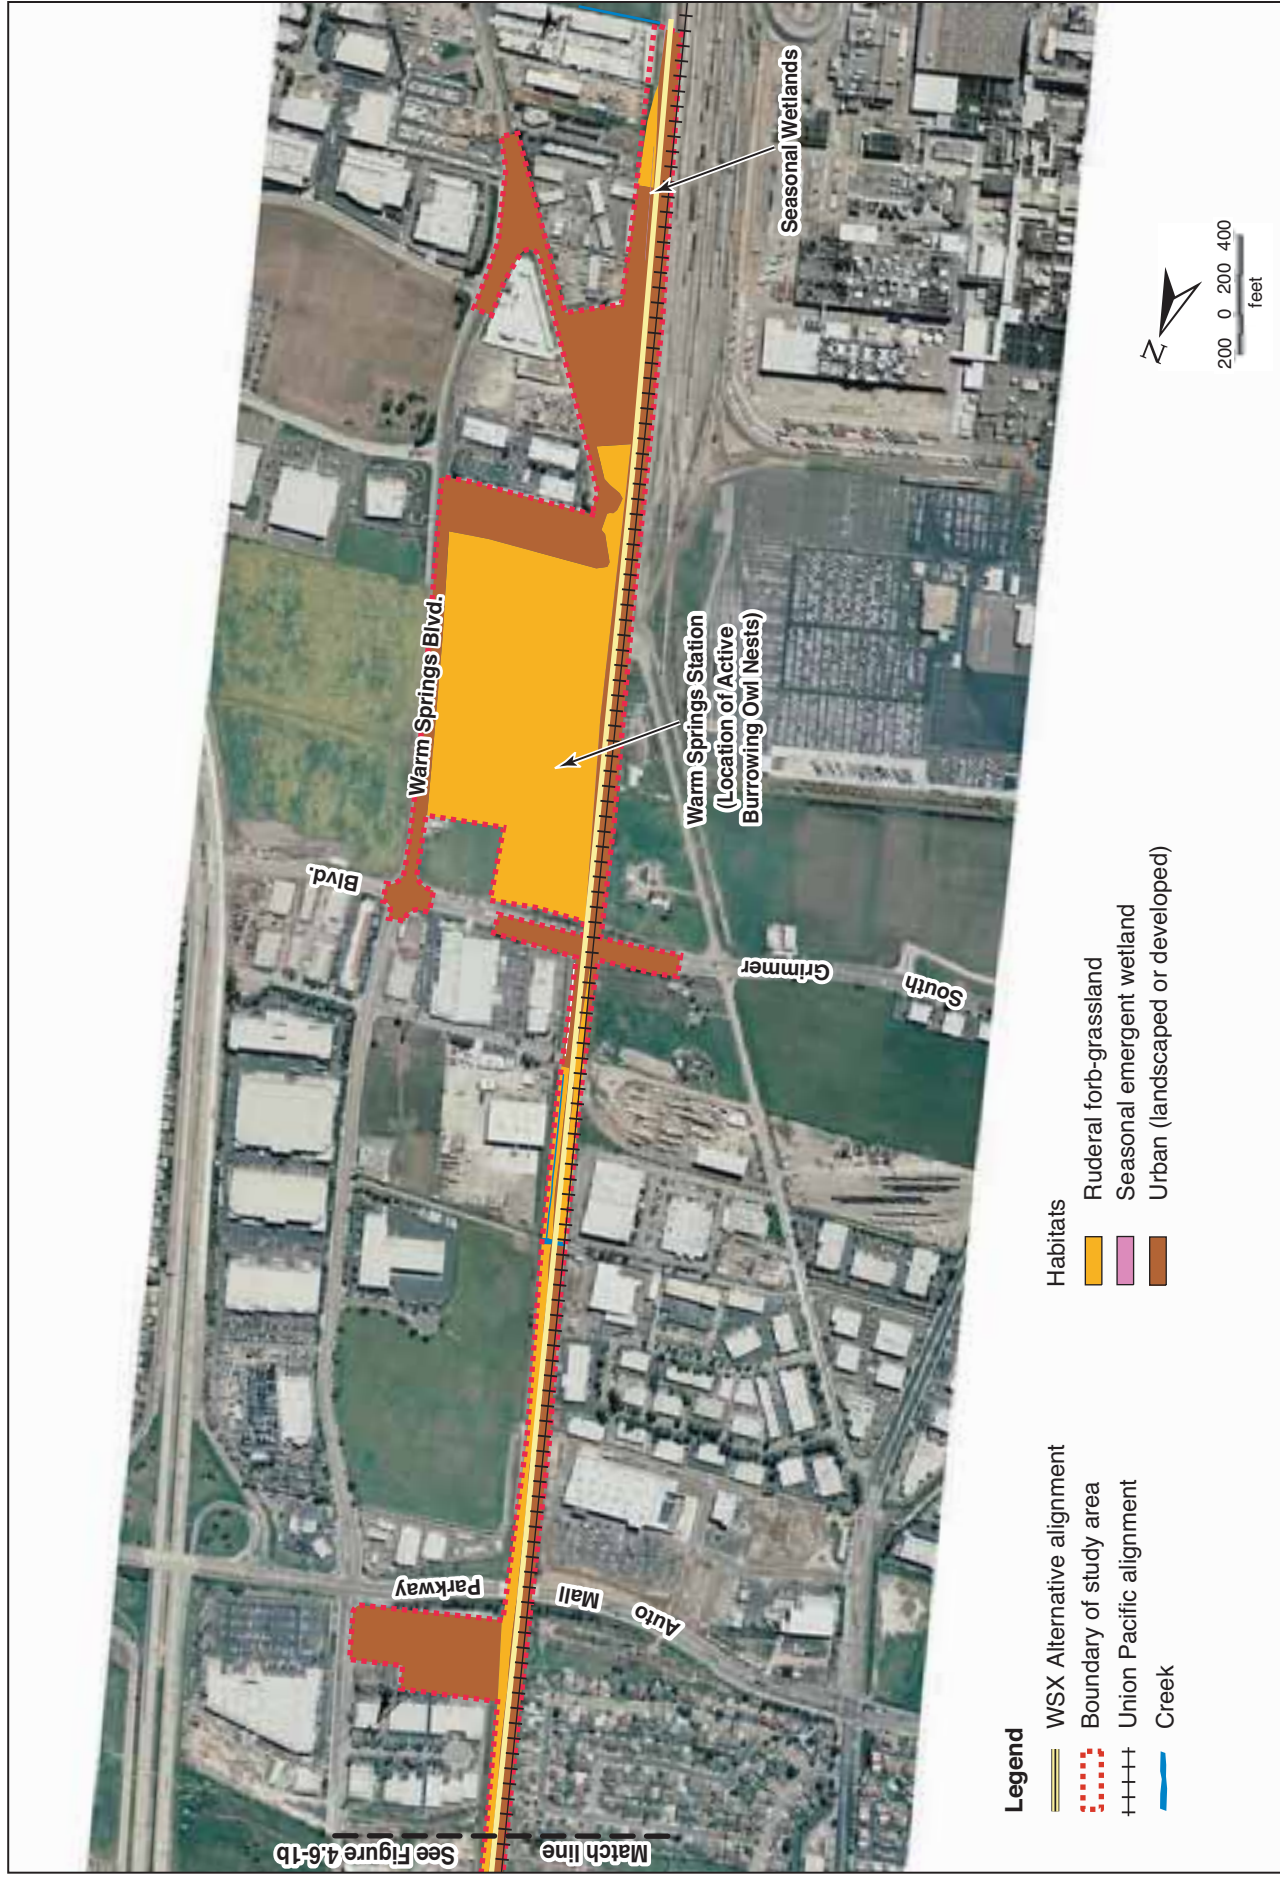 See Figure 4.6-1b
Match line
Parkway
Mall
Auto
Blvd.
Grimmer
South
Warm Springs Blvd.
Warm Springs Station
(Location of Active
Burrowing Owl Nests)
Seasonal Wetlands
Legend
WSX Alternative alignment
Boundary of study area
Union Pacific alignment
Creek
Habitats
Ruderal forb-grassland
Seasonal emergent wetland
Urban (landscaped or developed)
N
200 0 200 400
feet